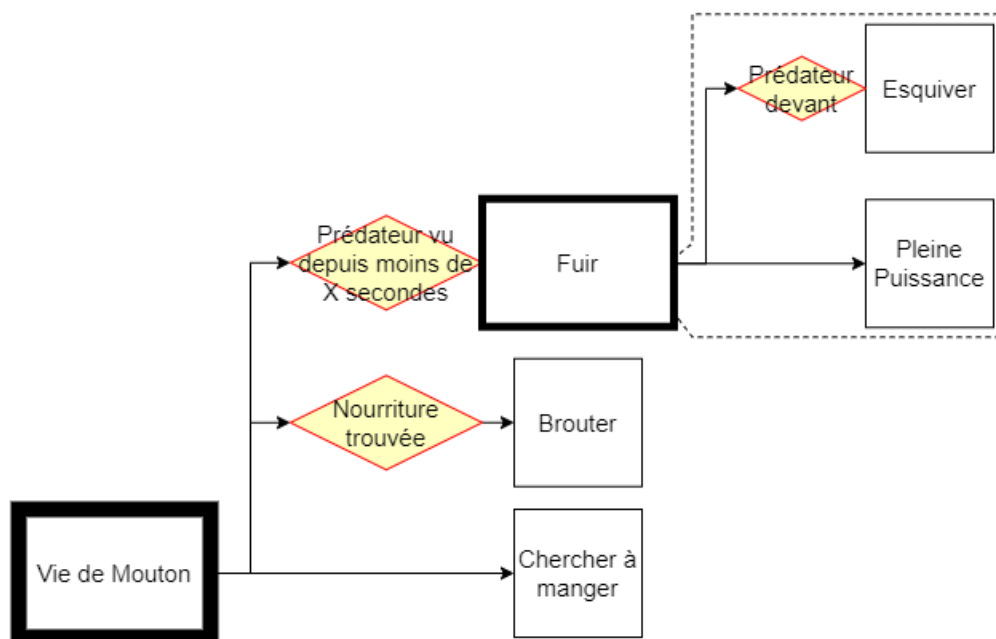 Prédateur
devant
Esquiver
Prédateur vu
depuis moins de
X secondes
Fuir
Pleine
Puissance
Nourriture
trouvée
Brouter
Vie de Mouton
Chercher à
manger